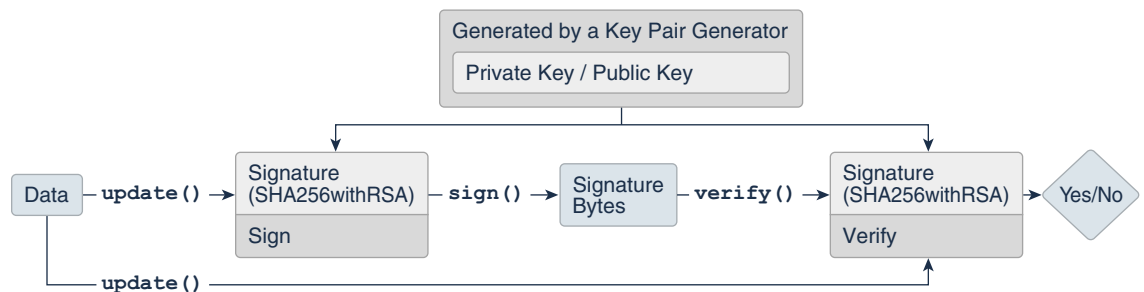 Generated by a Key Pair Generator
Private Key / Public Key
Data
update()
Signature
(SHA256withRSA)
Sign
sign()
Signature
Bytes
verify()
Signature
(SHA256withRSA)
Verify
Yes/No
update()